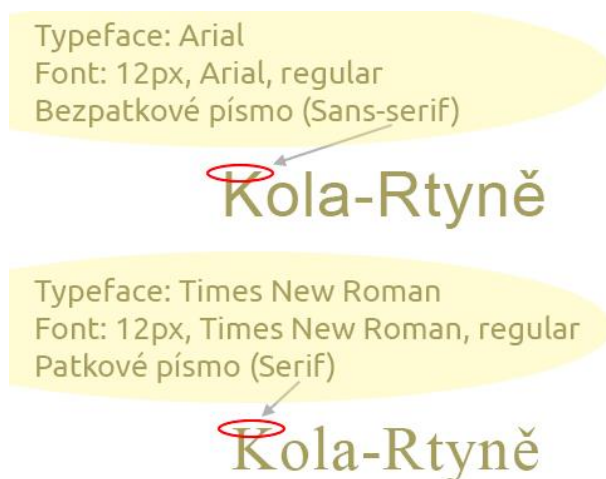 Typeface: Arial
Font: 12px, Arial, regular
Bezpatkové písmo (Sans-serif)
Kola-Rtyně
Typeface: Times New Roman
Font: 12px, Times New Roman, regular
Patkové písmo (Serif)
Kola-Rtyně